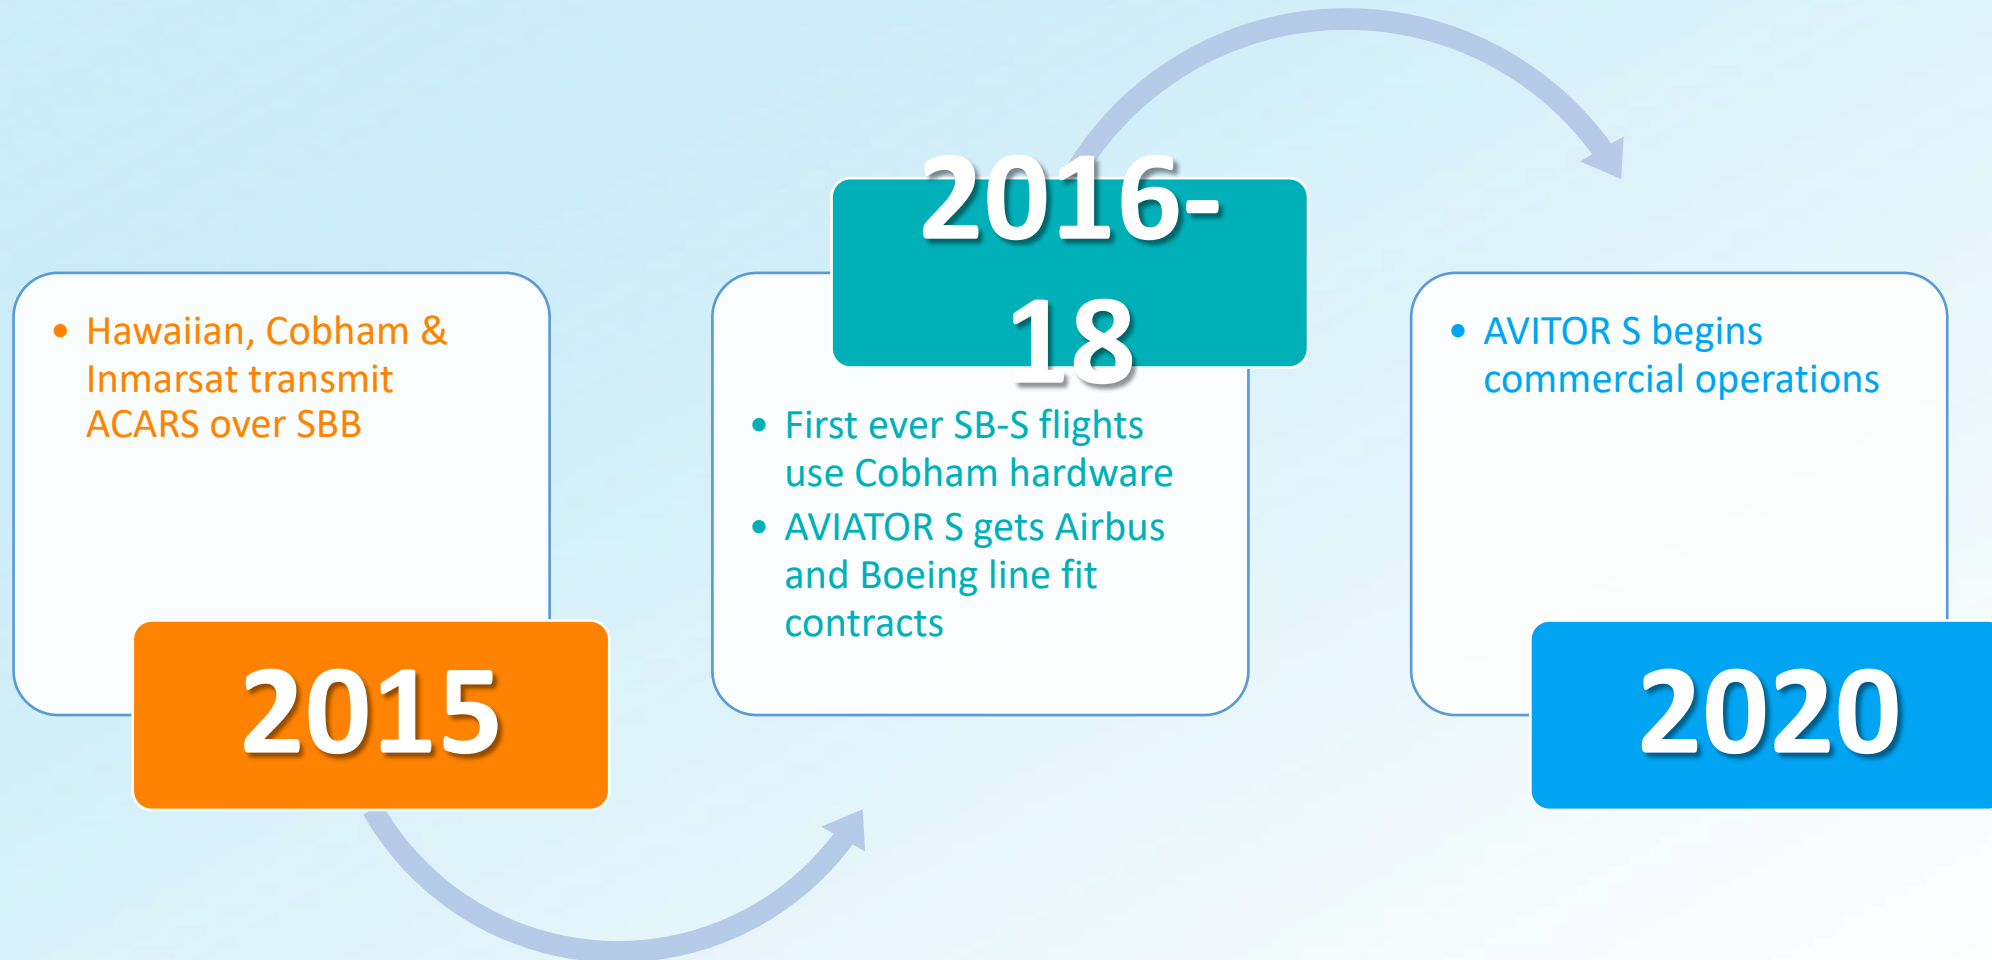 • Hawaiian, Cobham &
Inmarsat transmit
ACARS over SBB
2015
2016-
18
• First ever SB-S flights
use Cobham hardware
• AVIATOR S gets Airbus
and Boeing line fit
contracts
• AVITOR S begins
commercial operations
2020